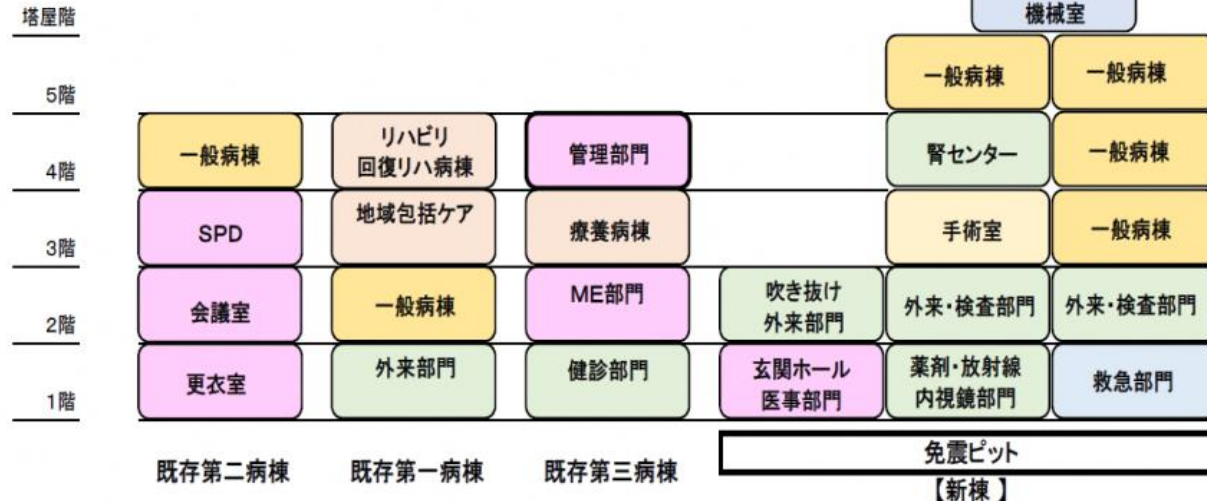 塔屋階
機械室
5階
一般病棟
一般病棟
4階
一般病棟
リハビリ
回復リハ病棟
管理部門
腎センター
一般病棟
3階
SPD
地域包括ケア
療養病棟
手術室
一般病棟
2階
会議室
一般病棟
ME部門
吹き抜け
外来部門
外来・検査部門
外来・検査部門
1階
更衣室
外来部門
健診部門
玄関ホール
医事部門
薬剤・放射線
内視鏡部門
救急部門
免震ピット
既存第二病棟
既存第一病棟
既存第三病棟
【新棟 】